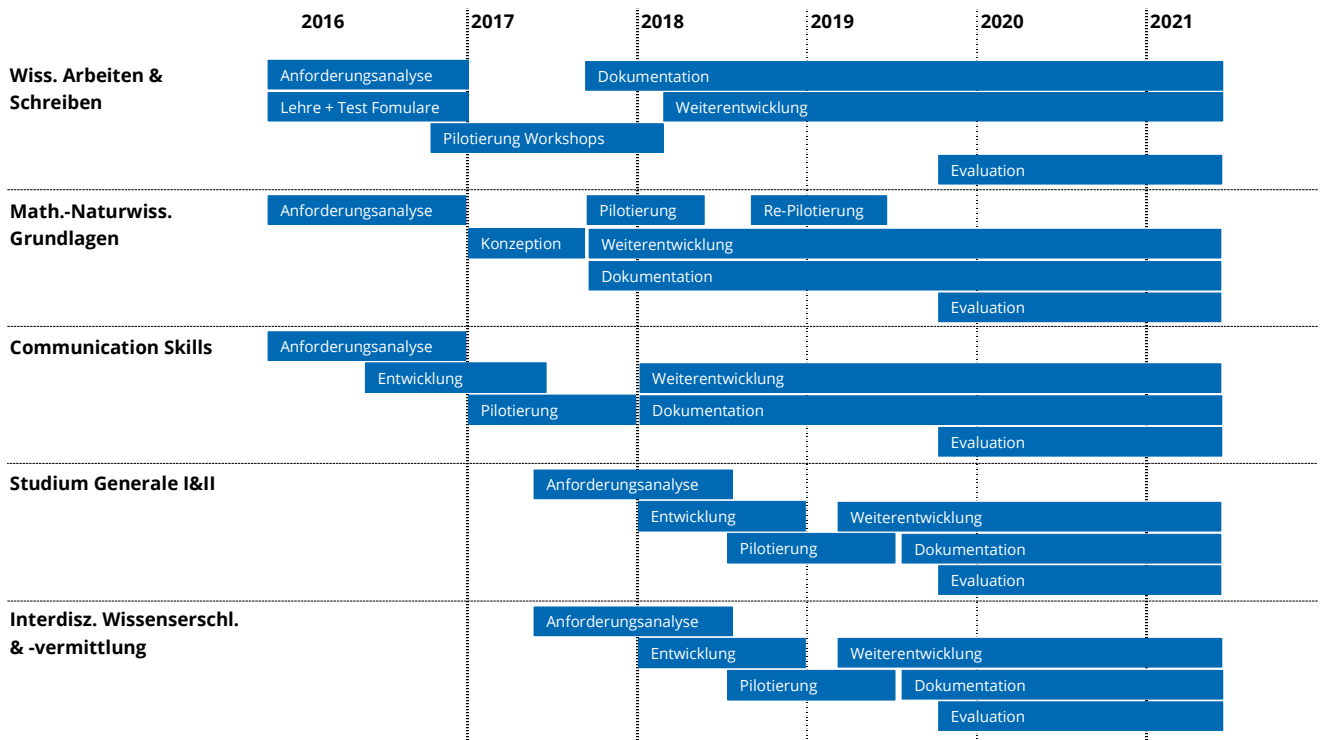 2016 2017 2018 2019 2020 2021
Wiss. Arbeiten &
Schreiben
Anforderungsanalyse Dokumentation
Lehre + Test Fomulare Weiterentwicklung
Pilotierung Workshops
Evaluation
Math.-Naturwiss.
Grundlagen
Anforderungsanalyse Pilotierung Re-Pilotierung
Konzeption Weiterentwicklung
Dokumentation
Evaluation
Communication Skills
Anforderungsanalyse
Entwicklung Weiterentwicklung
Pilotierung Dokumentation
Evaluation
Studium Generale I&II
Anforderungsanalyse
Entwicklung Weiterentwicklung
Pilotierung Dokumentation
Evaluation
Interdisz. Wissenserschl.
& -vermittlung
Anforderungsanalyse
Entwicklung Weiterentwicklung
Pilotierung Dokumentation
Evaluation